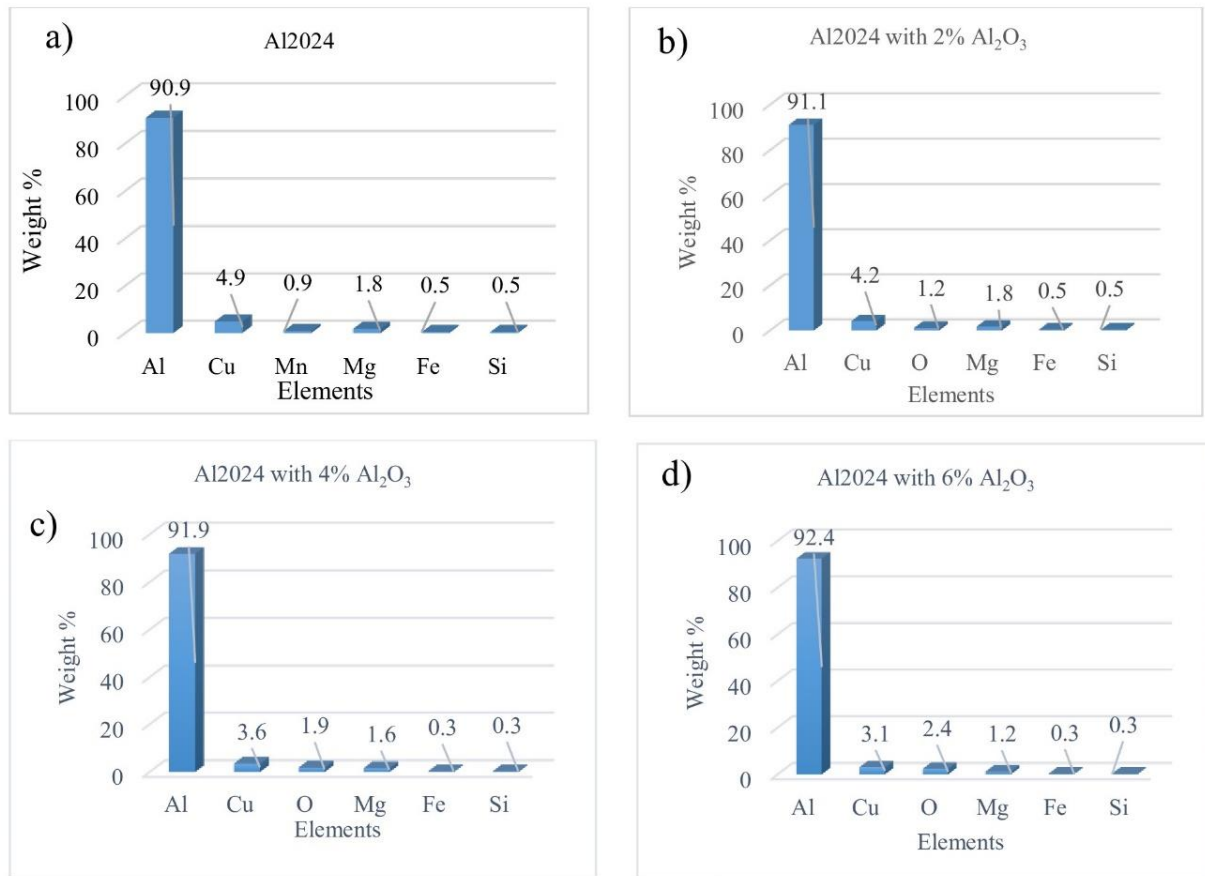 a)
Al2024
90.9
100
80
60
40
20
0
Weight %
4.9 0.9 1.8 0.5 0.5
Al Cu Mn Mg Fe Si
Elements
b)
Al2024 with 2% Al₂O₃
91.1
100
80
60
40
20
0
Weight %
4.2 1.2 1.8 0.5 0.5
Al Cu O Mg Fe Si
Elements
c)
Al2024 with 4% Al₂O₃
91.9
100
80
60
40
20
0
Weight %
3.6 1.9 1.6 0.3 0.3
Al Cu O Mg Fe Si
Elements
d)
Al2024 with 6% Al₂O₃
92.4
100
80
60
40
20
0
Weight %
3.1 2.4 1.2 0.3 0.3
Al Cu O Mg Fe Si
Elements